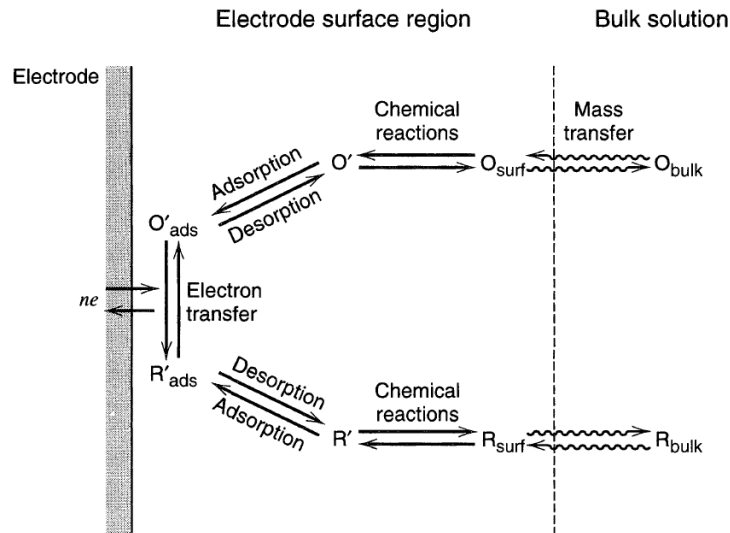 Electrode surface region
Bulk solution
Electrode
Chemical
reactions
Mass
transfer
Adsorption
Desorption
O'
O_surf
O_bulk
O'_ads
ne
Electron
transfer
R'_ads
Desorption
Adsorption
Chemical
reactions
R'
R_surf
R_bulk